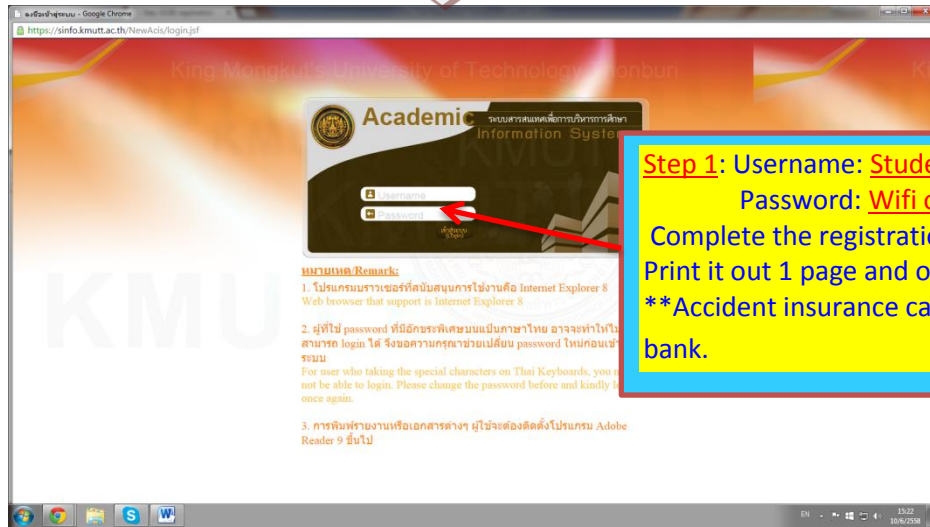 ลงชื่อเข้าสู่ระบบ - Google Chrome
https://sinfo.kmutt.ac.th/NewAcis/login.jsf
King Mongkut's University of Technology Thonburi
Academic
ระบบสารสนเทศเพื่อการบริหารการศึกษา
Information System
KMUTT
Username
Password
เข้าสู่ระบบ
(Login)
Step 1: Username: Stude
Password: Wifi
Complete the registratio
Print it out 1 page and o
**Accident insurance ca
bank.
หมายเหตุ/Remark:
1. โปรแกรมบราวเซอร์ที่สนับสนุนการใช้งานคือ Internet Explorer 8
Web browser that support is Internet Explorer 8
2. ผู้ที่ใช้ password ที่มีอักขระพิเศษบนแป้นภาษาไทย อาจจะทำให้ไม่
สามารถ login ได้ จึงขอความกรุณาช่วยเปลี่ยน password ใหม่ก่อนเข้า
ระบบ
For user who taking the special characters on Thai Keyboards, you
not be able to login. Please change the password before and kindly
once again.
3. การพิมพ์รายงานหรือเอกสารต่างๆ ผู้ใช้จะต้องติดตั้งโปรแกรม Adobe
Reader 9 ขึ้นไป
KMU
EN
15:22
10/6/2558